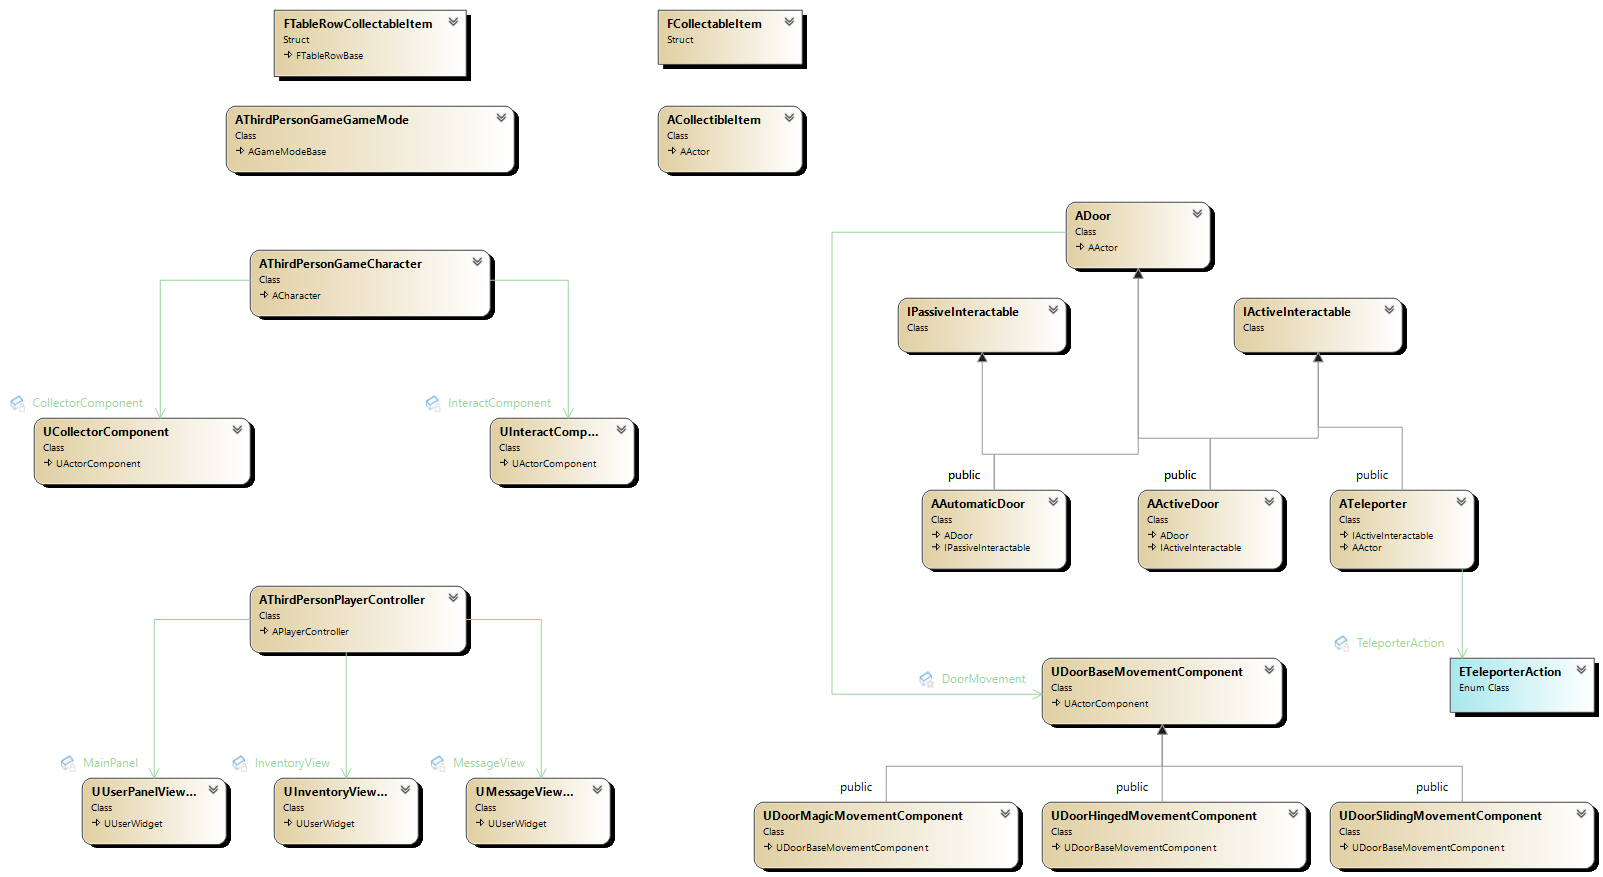 FTableRowCollectableItem
Struct
FTableRowBase
FCollectableItem
Struct
AThirdPersonGameGameMode
Class
AGameModeBase
ACollectibleItem
Class
AActor
ADoor
Class
AActor
AThirdPersonGameCharacter
Class
ACharacter
IPassiveInteractable
Class
IActiveInteractable
Class
CollectorComponent
InteractComponent
UCollectorComponent
Class
UActorComponent
UInteractComp...
Class
UActorComponent
public
public
public
AAutomaticDoor
Class
ADoor
IPassiveInteractable
AActiveDoor
Class
ADoor
IActiveInteractable
ATeleporter
Class
IActiveInteractable
AActor
AThirdPersonPlayerController
Class
APlayerController
TeleporterAction
DoorMovement
UDoorBaseMovementComponent
Class
UActorComponent
ETeleporterAction
Enum Class
MainPanel
InventoryView
MessageView
UUserPanelView...
Class
UUserWidget
UInventoryView...
Class
UUserWidget
UMessageView...
Class
UUserWidget
public
public
public
UDoorMagicMovementComponent
Class
UDoorBaseMovementComponent
UDoorHingedMovementComponent
Class
UDoorBaseMovementComponent
UDoorSlidingMovementComponent
Class
UDoorBaseMovementComponent